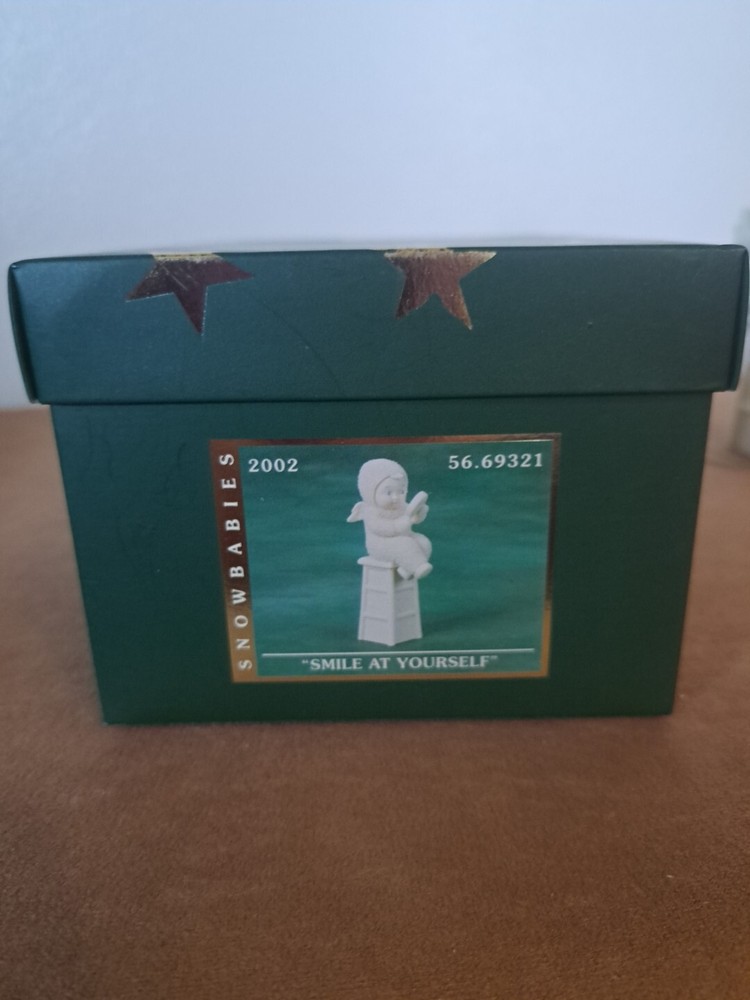 SNOWBABIES
2002
56.69321
"SMILE AT YOURSELF"